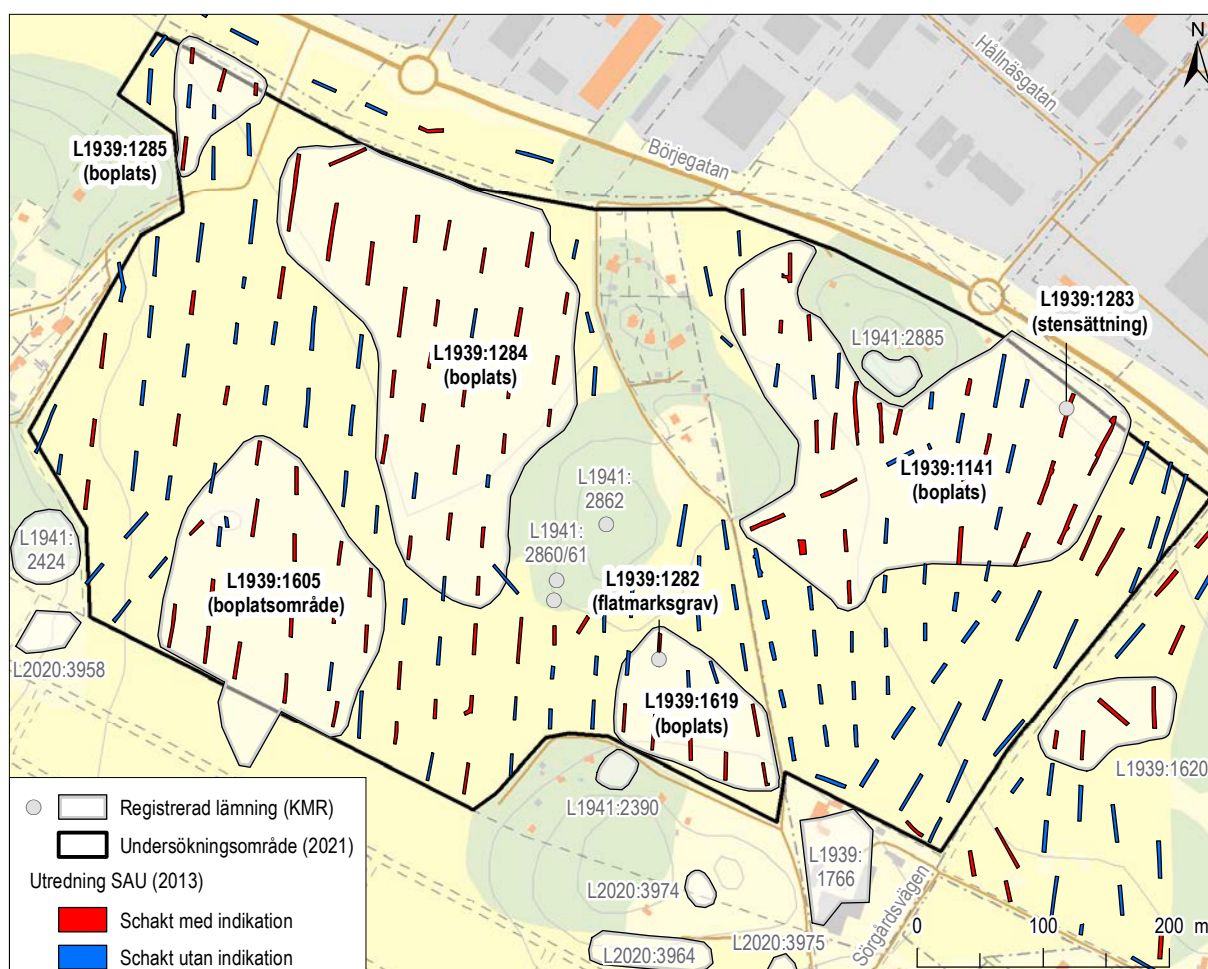 N
Hållnäsgatan
Börjegatan
L1939:1285
(boplats)
L1939:1283
(stensättning)
L1941:2885
L1939:1284
(boplats)
L1939:1141
(boplats)
L1941:
2862
L1941:
2424
L1941:
2860/61
L1939:1605
(boplatsområde)
L1939:1282
(flatmarksgrav)
L2020:3958
L1939:1619
(boplats)
L1939:1620
L1941:2390
L1939:
1766
L2020:3974
L2020:3975
L2020:3964
Sörgårdsvägen
0 100 200 m
Registrerad lämning (KMR)
Undersökningsområde (2021)
Utredning SAU (2013)
Schakt med indikation
Schakt utan indikation